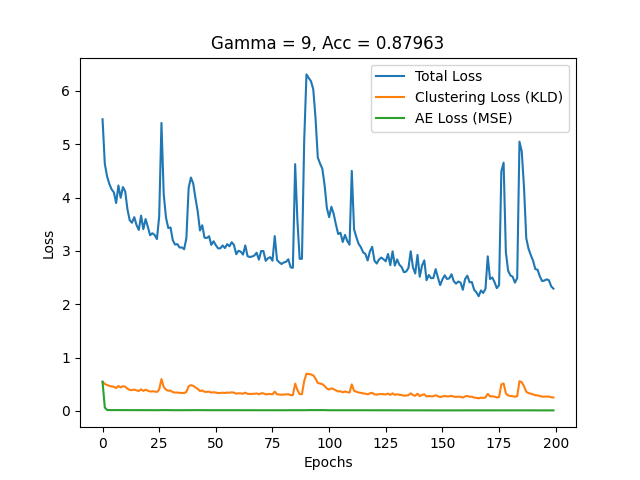 Gamma = 9, Acc = 0.87963
Total Loss
Clustering Loss (KLD)
AE Loss (MSE)
Loss
6
5
4
3
2
1
0
0 25 50 75 100 125 150 175 200
Epochs